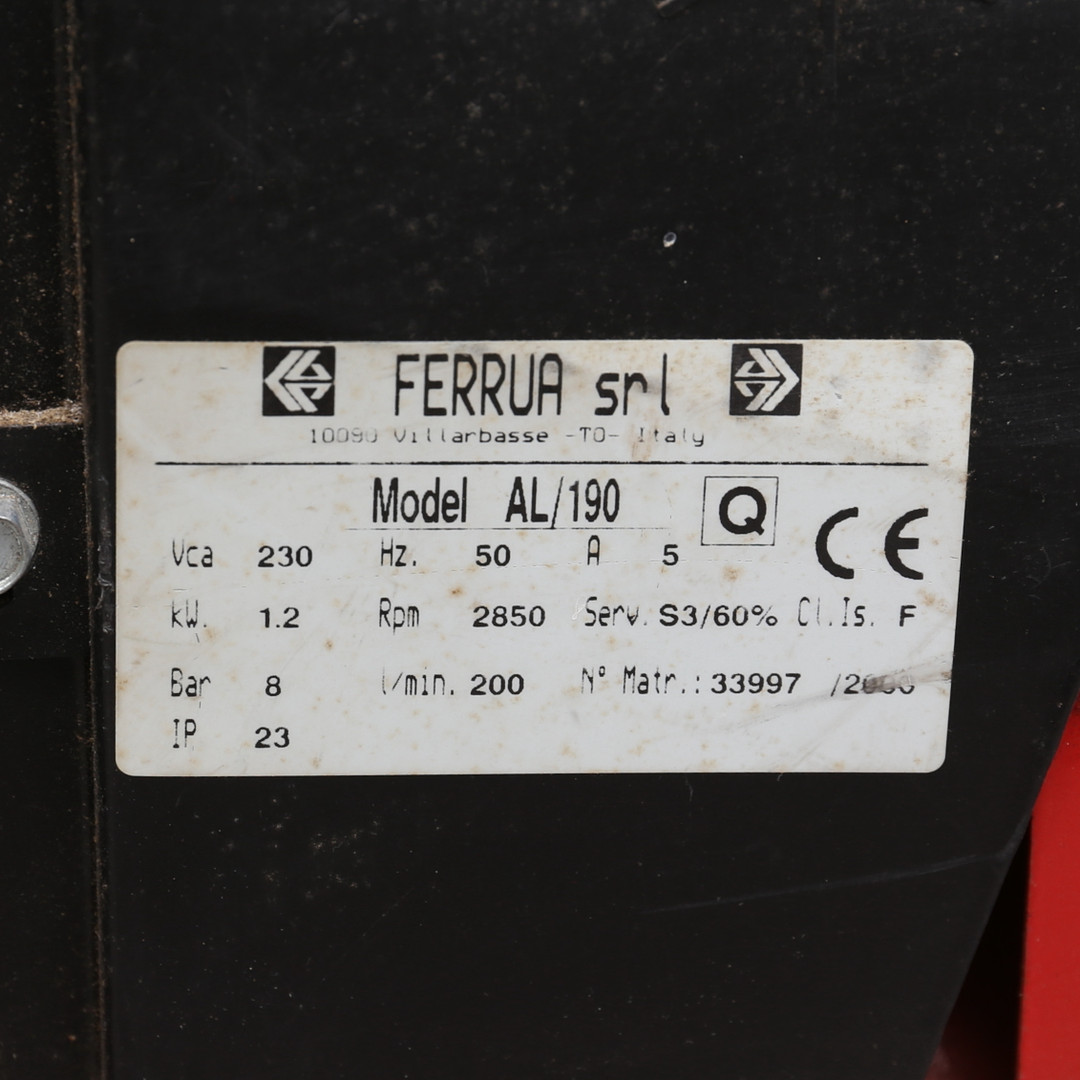 FERRUA srl
10090 Villarbasse -TO- Italy
Model AL/190 Q CE
Vca 230 Hz. 50 A 5
kW. 1.2 Rpm 2850 Serv. S3/60% Cl.Is. F
Bar 8 l/min. 200 N° Matr.: 33997 /2000
IP 23